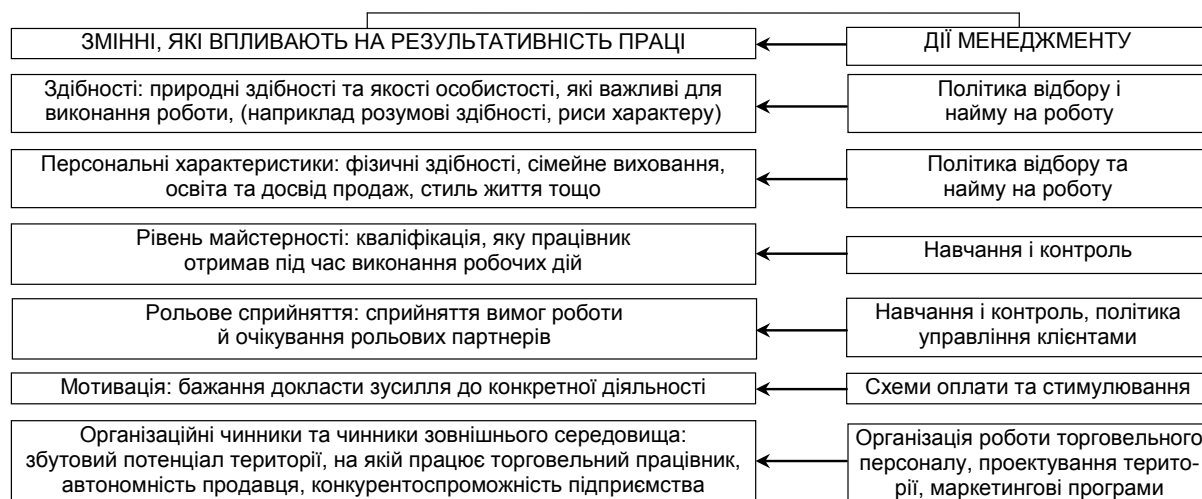 ЗМІННІ, ЯКІ ВПЛИВАЮТЬ НА РЕЗУЛЬТАТИВНІСТЬ ПРАЦІ
ДІЇ МЕНЕДЖМЕНТУ
Здібності: природні здібності та якості особистості, які важливі для
виконання роботи, (наприклад розумові здібності, риси характеру)
Політика відбору і
найму на роботу
Персональні характеристики: фізичні здібності, сімейне виховання,
освіта та досвід продаж, стиль життя тощо
Політика відбору та
найму на роботу
Рівень майстерності: кваліфікація, яку працівник
отримав під час виконання робочих дій
Навчання і контроль
Рольове сприйняття: сприйняття вимог роботи
й очікування рольових партнерів
Навчання і контроль, політика
управління клієнтами
Мотивація: бажання докласти зусилля до конкретної діяльності
Схеми оплати та стимулювання
Організаційні чинники та чинники зовнішнього середовища:
збутовий потенціал території, на якій працює торговельний працівник,
автономність продавця, конкурентоспроможність підприємства
Організація роботи торговельного
персоналу, проектування терито-
рії, маркетингові програми